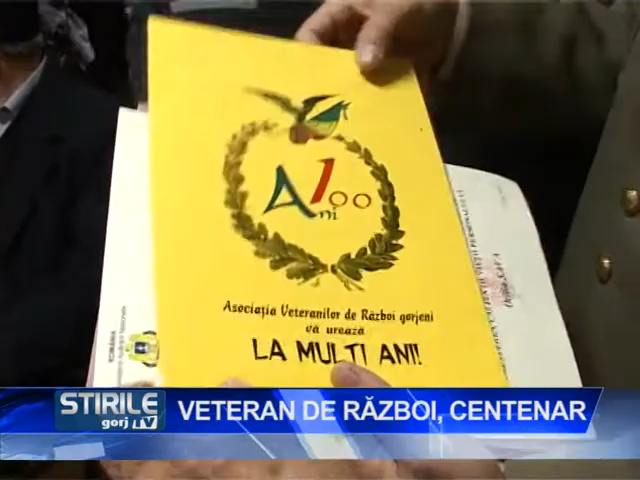 A 100
ni
Asociația Veteranilor de Război gorjeni
vă urează
LA MULȚI ANI!
ROMÂNIA
STIRILE
gorj TV
VETERAN DE RĂZBOI, CENTENAR